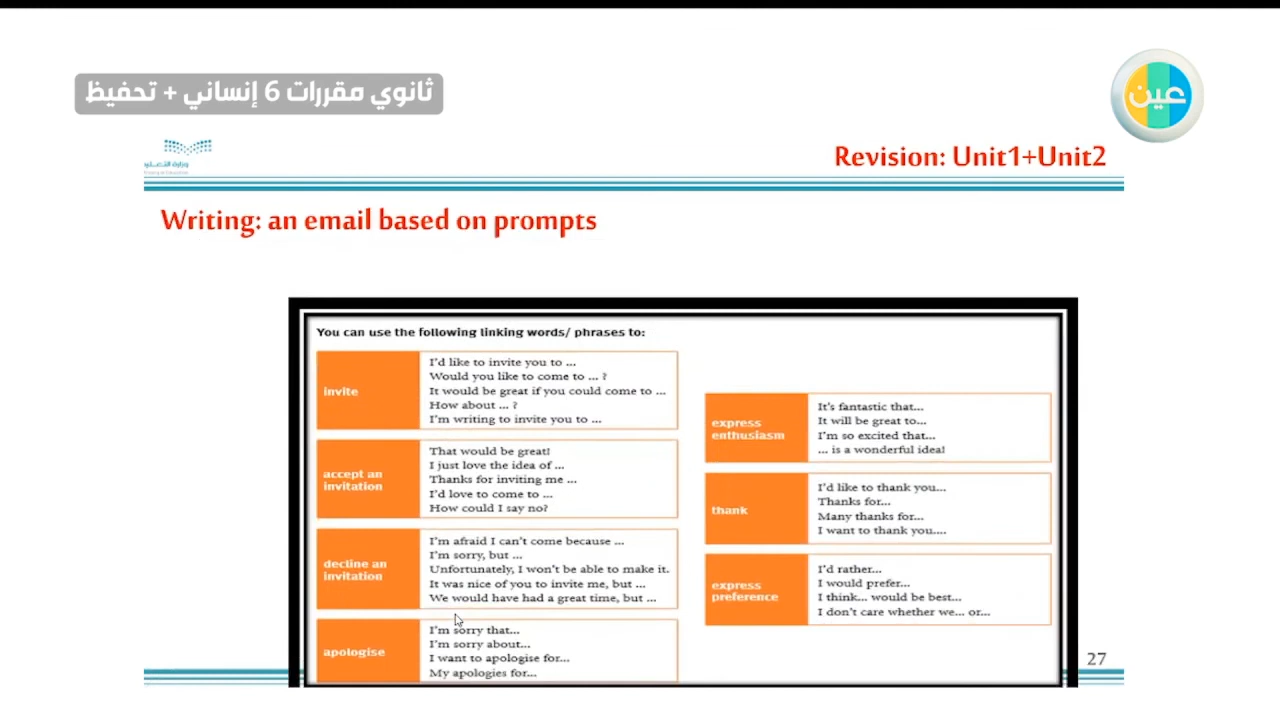 ثانوي مقررات 6 إنساني + تحفيظ
عين
Revision: Unit1+Unit2
Writing: an email based on prompts
You can use the following linking words/ phrases to:
invite
I'd like to invite you to ...
Would you like to come to ... ?
It would be great if you could come to ...
How about ... ?
I'm writing to invite you to ...
accept an
invitation
That would be great!
I just love the idea of ...
Thanks for inviting me ...
I'd love to come to ...
How could I say no?
decline an
invitation
I'm afraid I can't come because ...
I'm sorry, but ...
Unfortunately, I won't be able to make it.
It was nice of you to invite me, but ...
We would have had a great time, but ...
apologise
I'm sorry that...
I'm sorry about...
I want to apologise for...
My apologies for...
express
enthusiasm
It's fantastic that...
It will be great to...
I'm so excited that...
... is a wonderful idea!
thank
I'd like to thank you...
Thanks for...
Many thanks for...
I want to thank you....
express
preference
I'd rather...
I would prefer...
I think... would be best...
I don't care whether we... or...
27